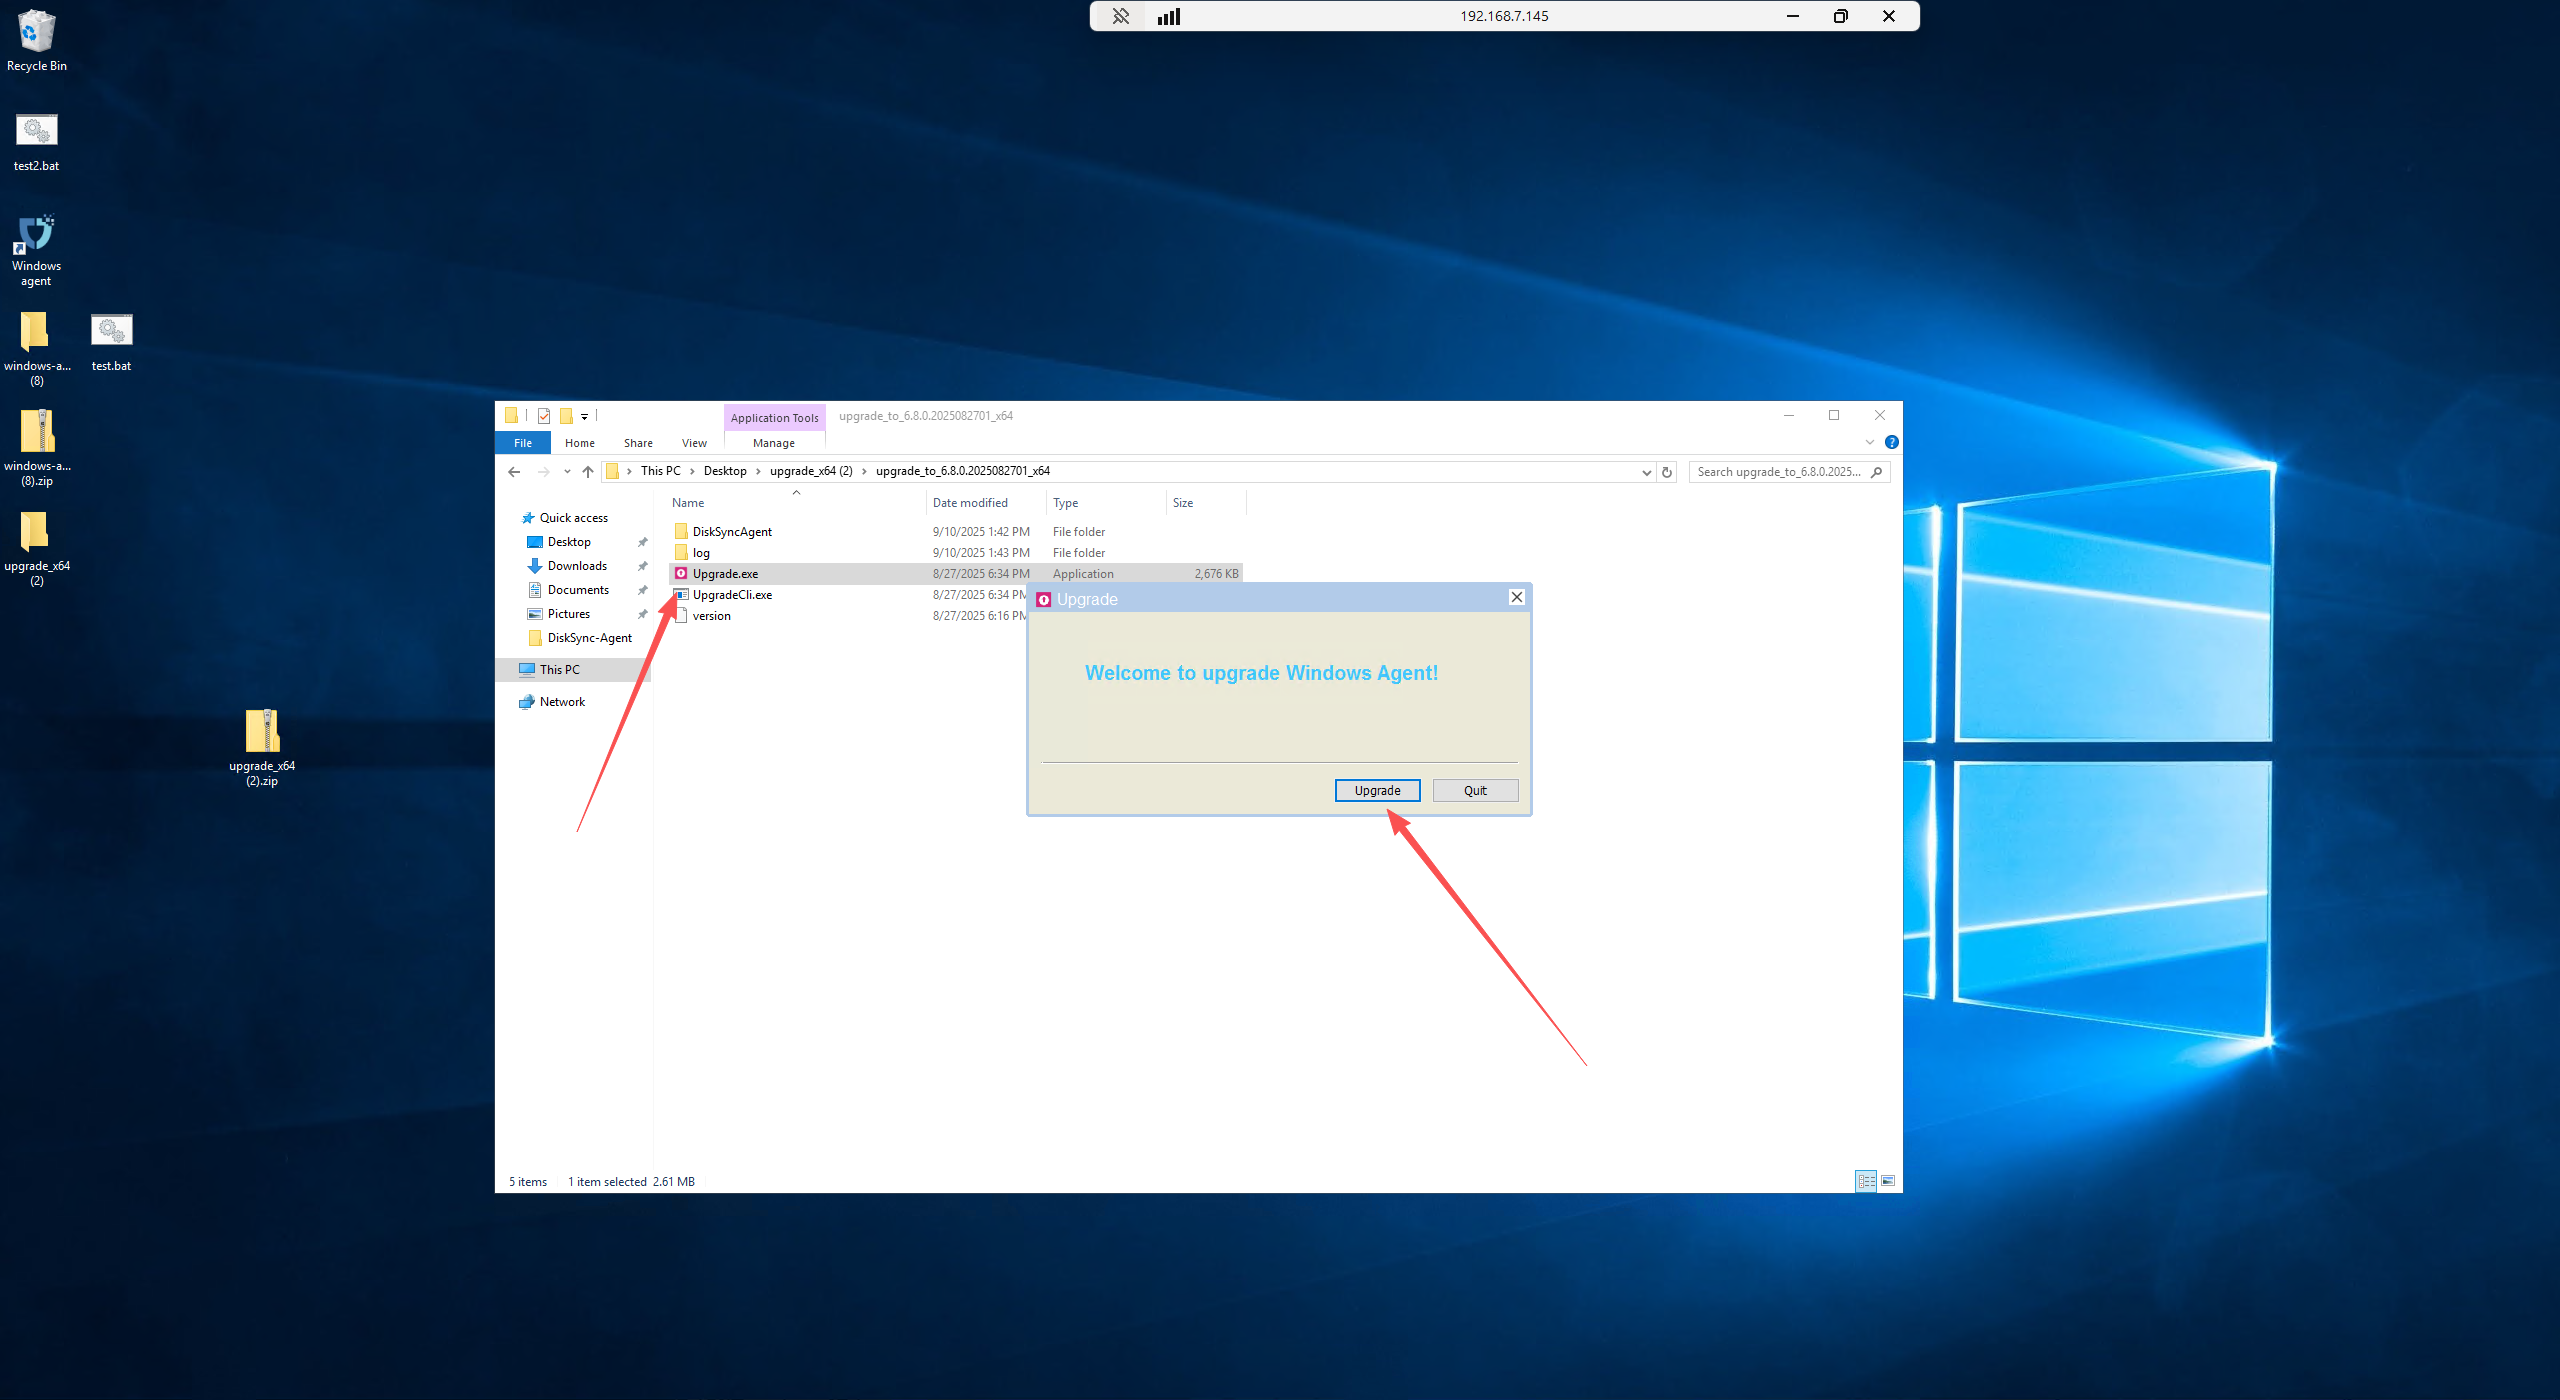 192.168.7.145
Recycle Bin
test2.bat
Windows
agent
windows-a...
(8)
test.bat
windows-a...
(8).zip
upgrade_x64
(2)
upgrade_x64
(2).zip
Application Tools
upgrade_to_6.8.0.2025082701_x64
File
Home
Share
View
Manage
This PC
Desktop
upgrade_x64 (2)
upgrade_to_6.8.0.2025082701_x64
Search upgrade_to_6.8.0.2025...
Name
Date modified
Type
Size
Quick access
Desktop
Downloads
Documents
Pictures
DiskSync-Agent
This PC
Network
DiskSyncAgent 9/10/2025 1:42 PM File folder
log 9/10/2025 1:43 PM File folder
Upgrade.exe 8/27/2025 6:34 PM Application 2,676 KB
UpgradeCli.exe 8/27/2025 6:34 PM
version 8/27/2025 6:16 PM
Upgrade
Welcome to upgrade Windows Agent!
Upgrade
Quit
5 items
1 item selected 2.61 MB